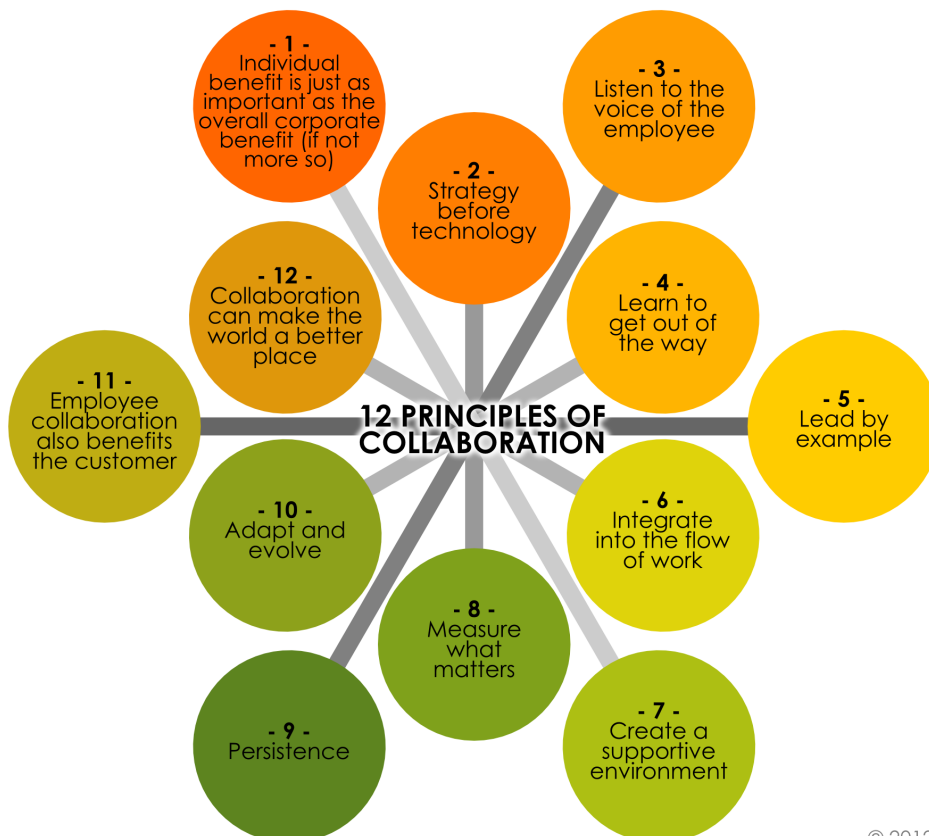 - 1 -
Individual
benefit is just as
important as the
overall corporate
benefit (if not
more so)
- 2 -
Strategy
before
technology
- 3 -
Listen to the
voice of the
employee
- 4 -
Learn to
get out of
the way
- 5 -
Lead by
example
- 6 -
Integrate
into the flow
of work
- 7 -
Create a
supportive
environment
- 8 -
Measure
what
matters
- 9 -
Persistence
- 10 -
Adapt and
evolve
- 11 -
Employee
collaboration
also benefits
the customer
- 12 -
Collaboration
can make the
world a better
place
12 PRINCIPLES OF
COLLABORATION
©